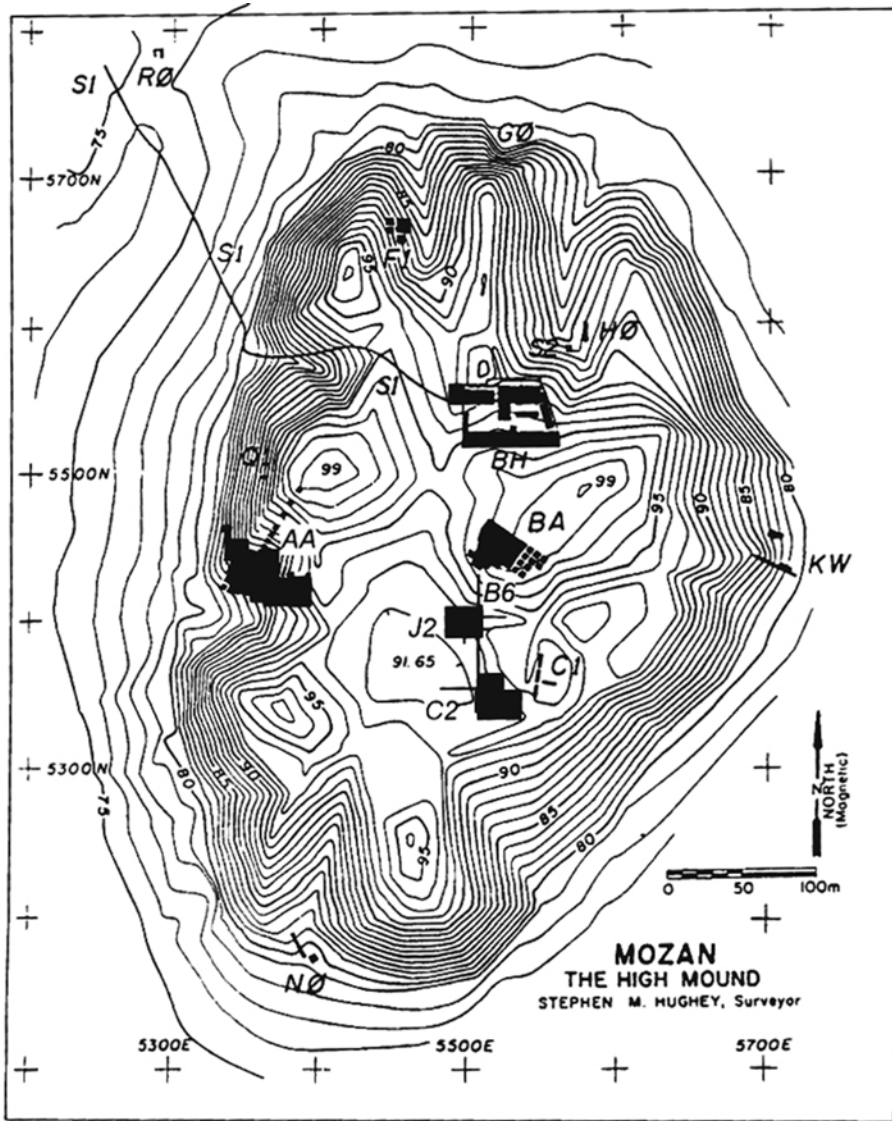 S1
RØ
75
5700N
80
GØ
85
S1
95
90
HØ
S1
5500N
99
BH
99
95
90
85
80
AA
BA
KW
B6
J2
91.65
C1
C2
95
90
5300N
80
85
90
75
85
80
95
N
NORTH
(Magnetic)
0 50 100m
NØ
MOZAN
THE HIGH MOUND
STEPHEN M. HUGHEY, Surveyor
5300E 5500E 5700E